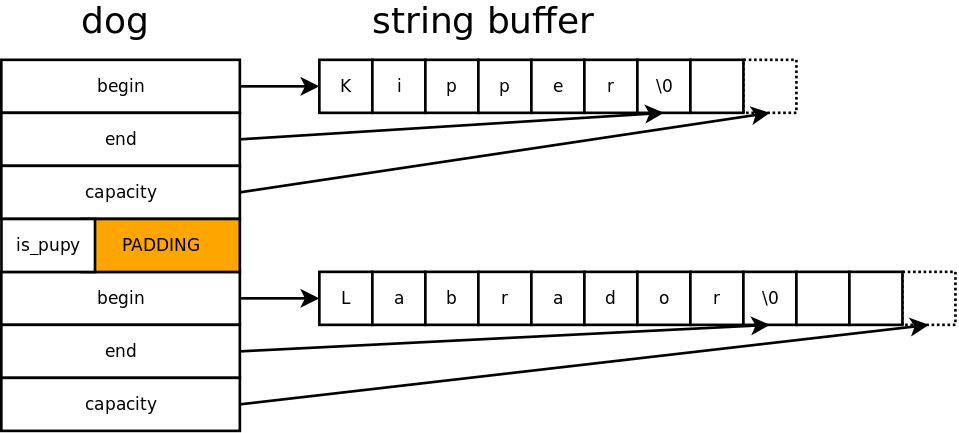 dog string buffer
begin K i p p e r \0
end
capacity
is_pupy PADDING
begin L a b r a d o r \0
end
capacity